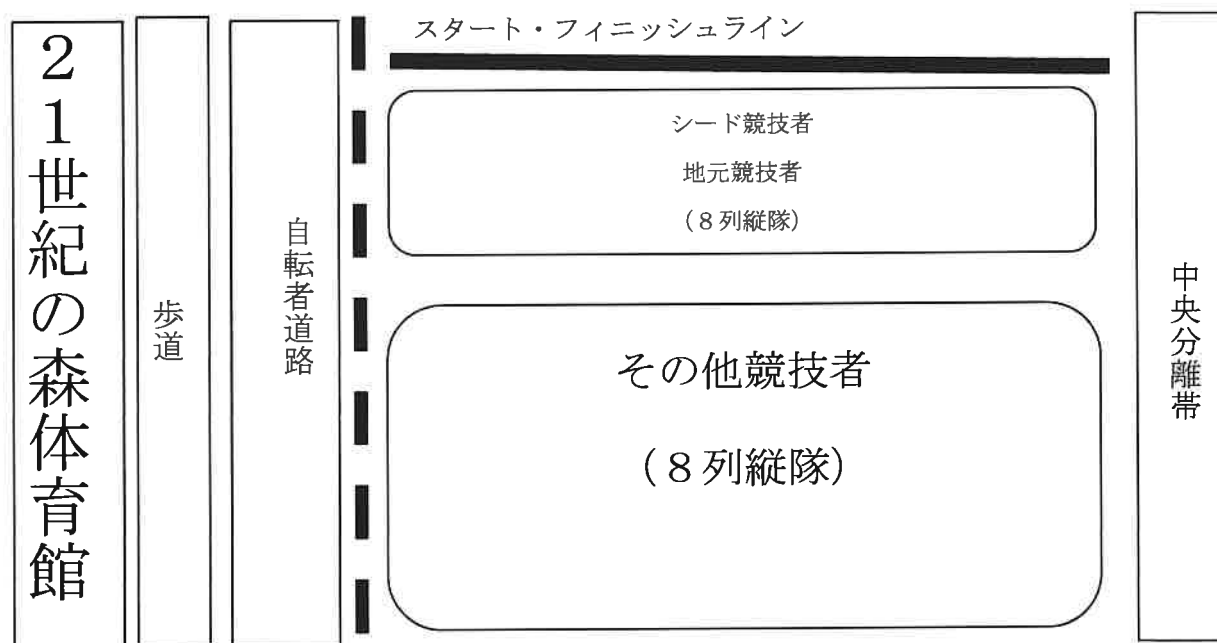 21世紀の森体育館
歩道
自転者道路
スタート・フィニッシュライン
シード競技者
地元競技者
(8列縦隊)
その他競技者
(8列縦隊)
中央分離帯